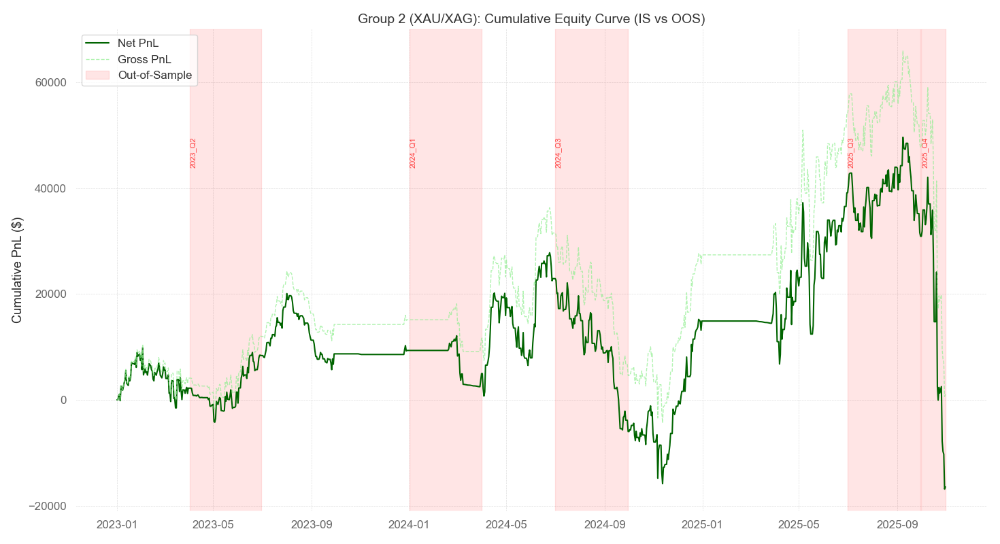 Group 2 (XAU/XAG): Cumulative Equity Curve (IS vs OOS)
Net PnL
Gross PnL
Out-of-Sample
Cumulative PnL ($)
60000
40000
20000
0
−20000
2023_Q2
2024_Q1
2024_Q3
2025_Q3
2025_Q4
2023-01
2023-05
2023-09
2024-01
2024-05
2024-09
2025-01
2025-05
2025-09